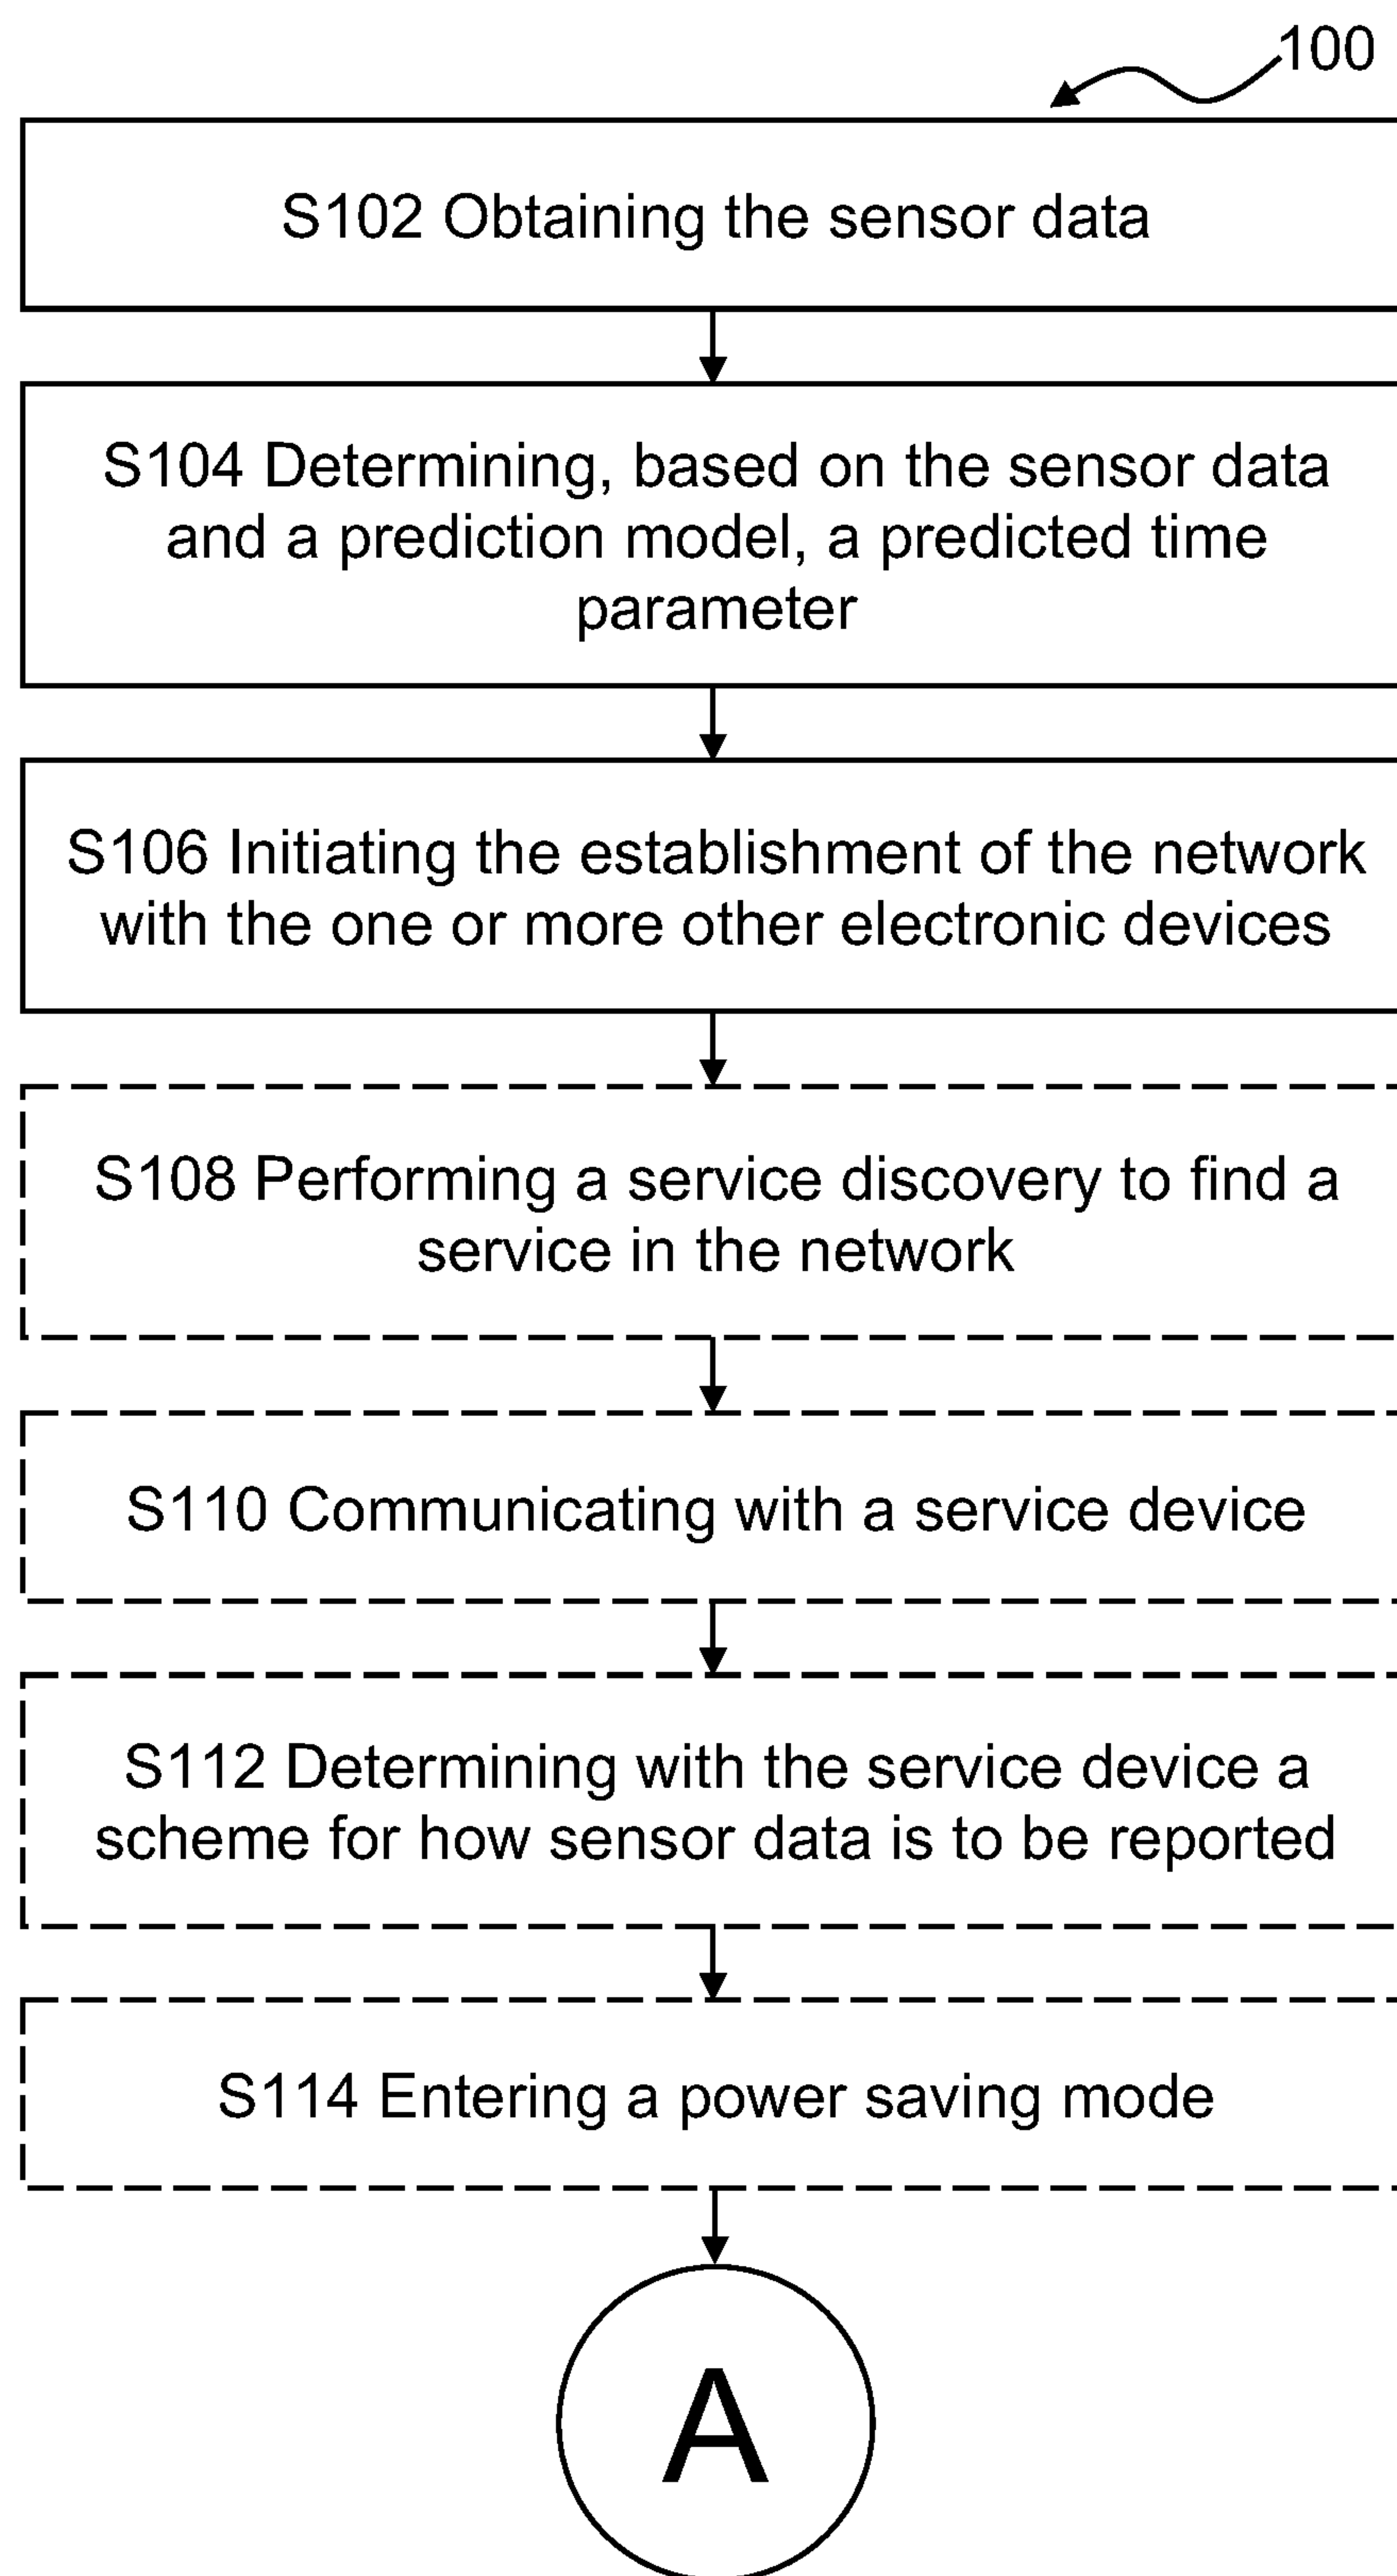 100
S102 Obtaining the sensor data
S104 Determining, based on the sensor data
and a prediction model, a predicted time
parameter
S106 Initiating the establishment of the network
with the one or more other electronic devices
S108 Performing a service discovery to find a
service in the network
S110 Communicating with a service device
S112 Determining with the service device a
scheme for how sensor data is to be reported
S114 Entering a power saving mode
A